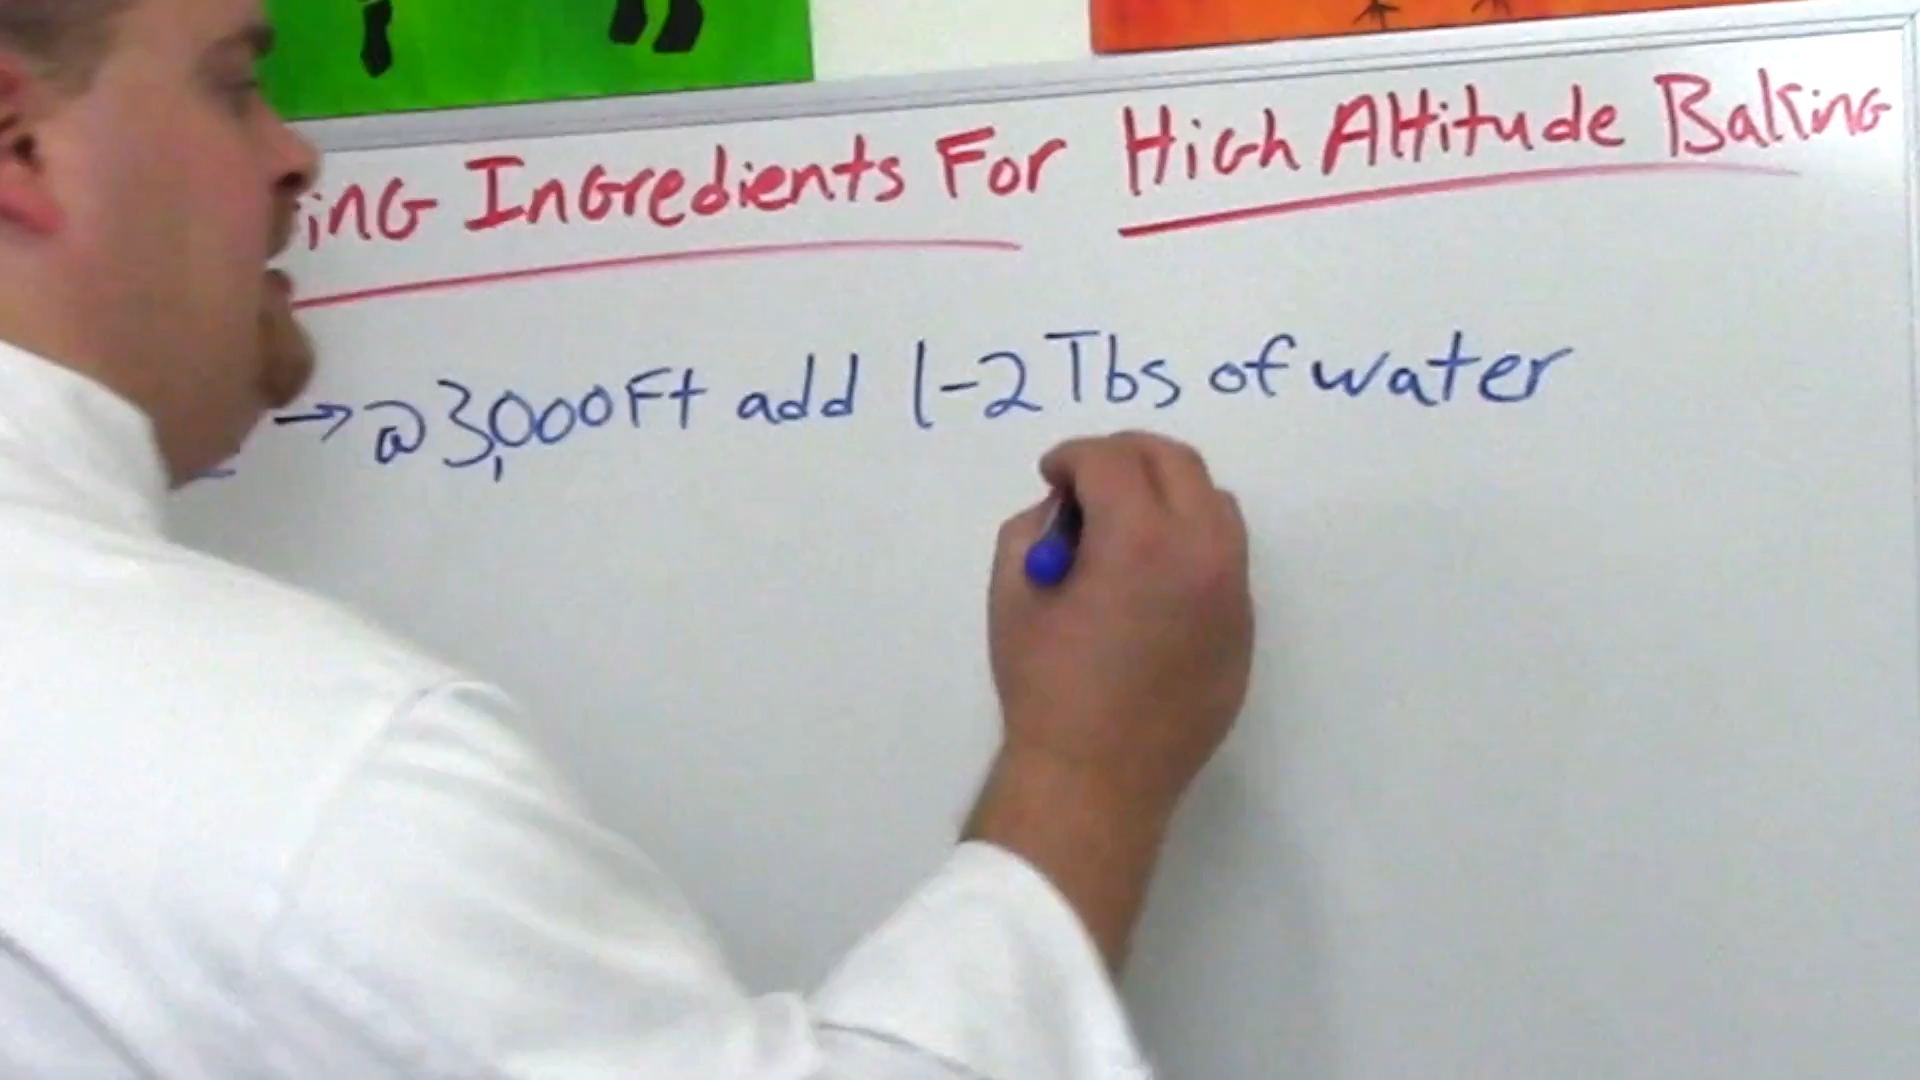 ing Ingredients For High Altitude Baking
→ @ 3,000 Ft add 1-2 Tbs of water